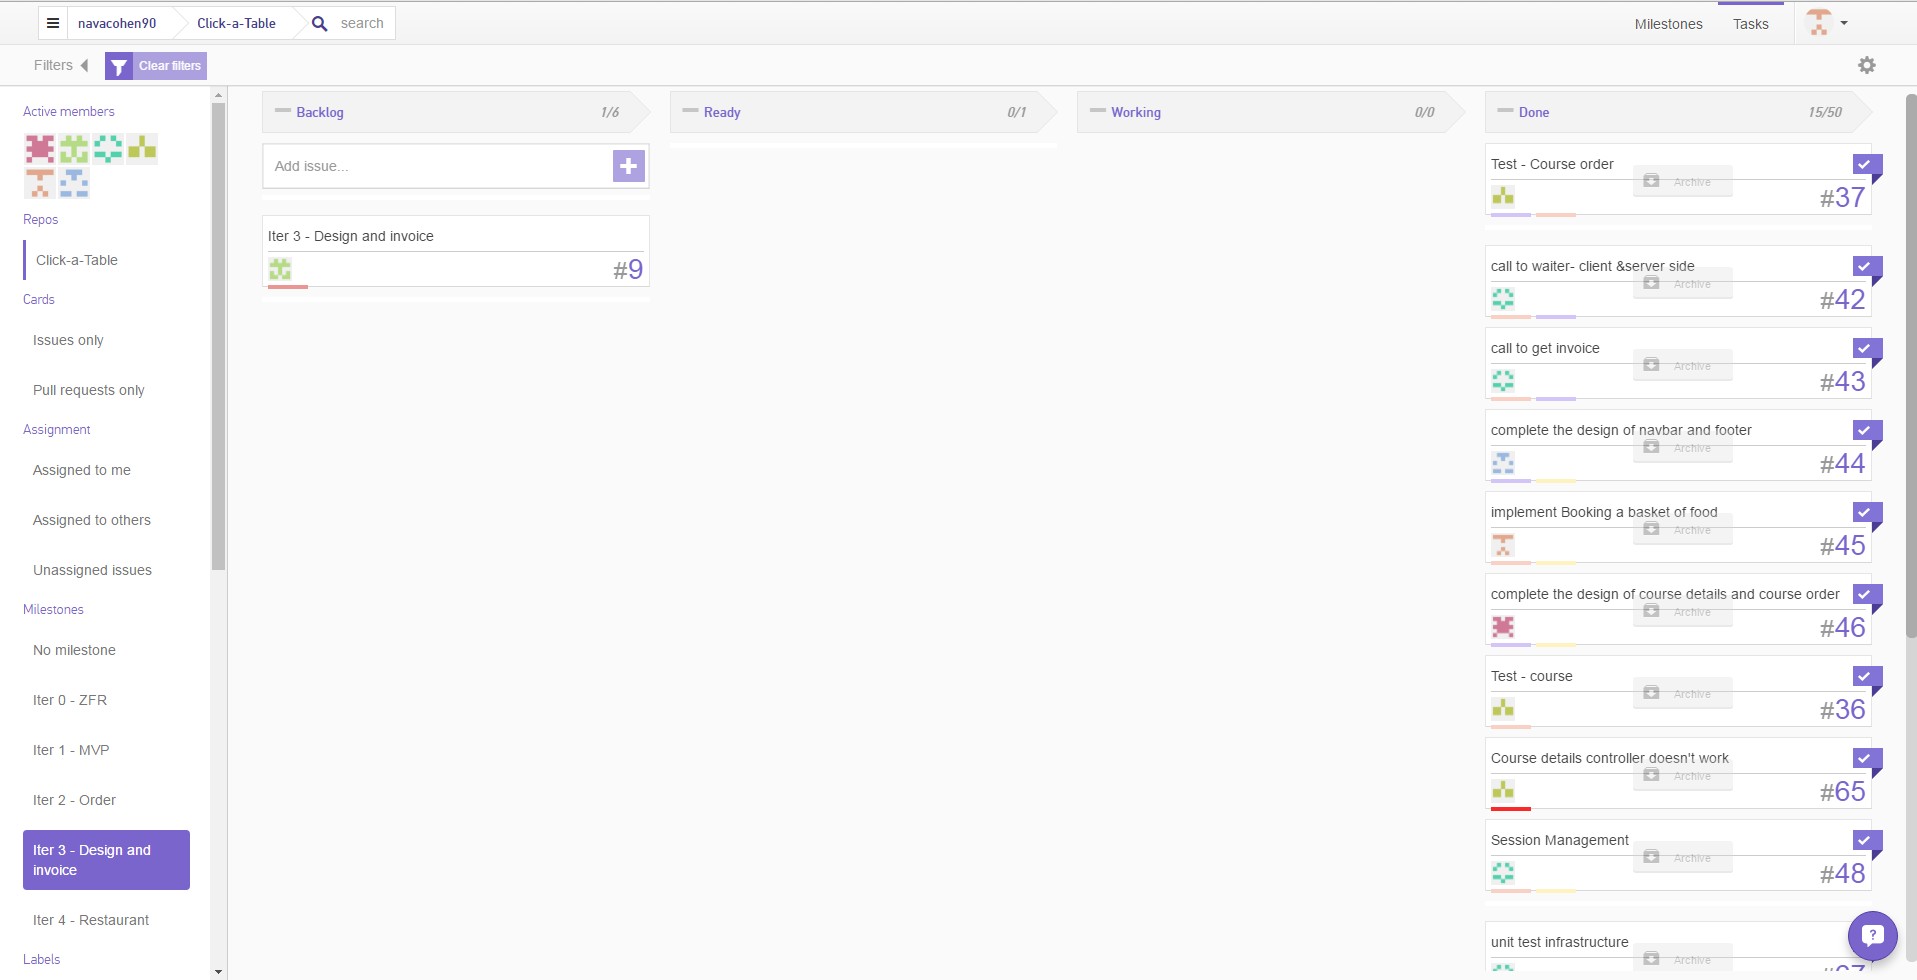 navacohen90
Click-a-Table
search
Milestones
Tasks
Filters
Clear filters
Active members
Repos
Click-a-Table
Cards
Issues only
Pull requests only
Assignment
Assigned to me
Assigned to others
Unassigned issues
Milestones
No milestone
Iter 0 - ZFR
Iter 1 - MVP
Iter 2 - Order
Iter 3 - Design and
invoice
Iter 4 - Restaurant
Labels
Backlog
1/6
Add issue...
Iter 3 - Design and invoice
#9
Ready
0/1
Working
0/0
Done
15/50
Test - Course order
Archive
#37
call to waiter- client &server side
Archive
#42
call to get invoice
Archive
#43
complete the design of navbar and footer
Archive
#44
implement Booking a basket of food
Archive
#45
complete the design of course details and course order
Archive
#46
Test - course
Archive
#36
Course details controller doesn't work
Archive
#65
Session Management
Archive
#48
unit test infrastructure
Archive